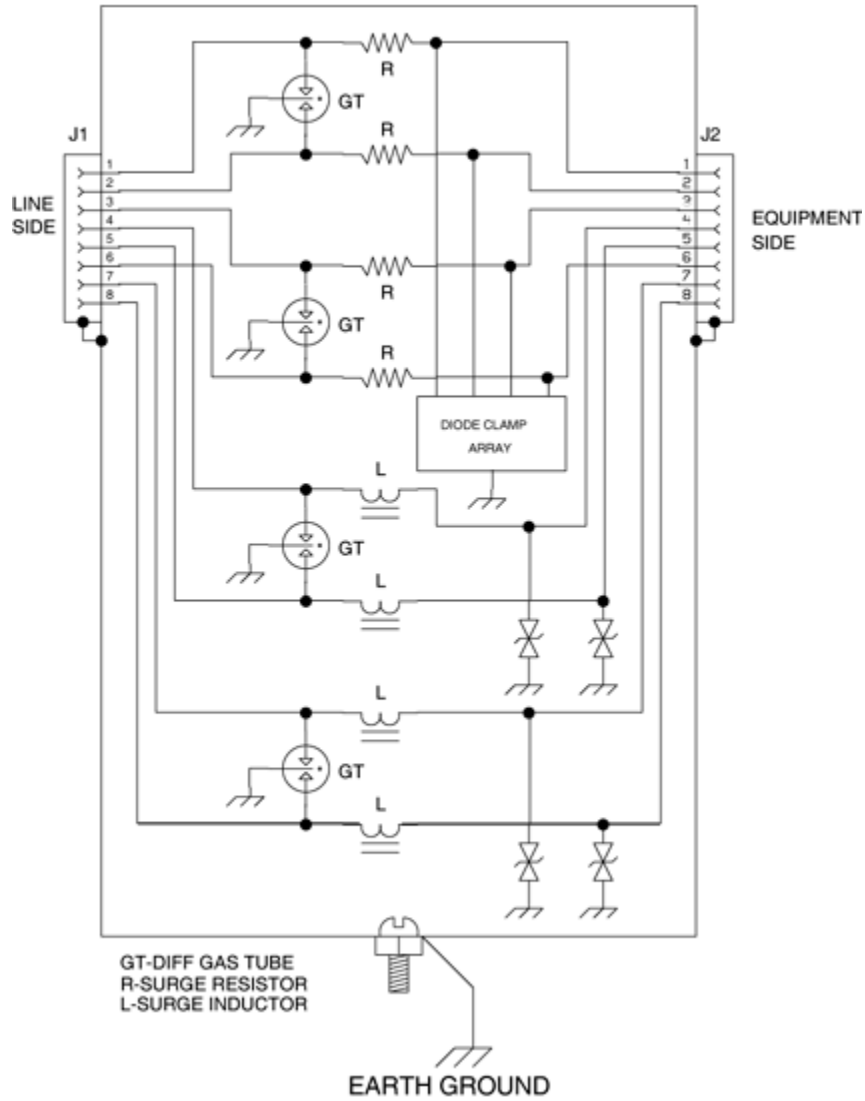 R
GT
J1
J2
R
1
2
3
4
5
6
7
8
LINE
SIDE
1
2
3
4
5
6
7
8
EQUIPMENT
SIDE
R
GT
R
DIODE CLAMP
ARRAY
L
GT
L
L
GT
L
GT-DIFF GAS TUBE
R-SURGE RESISTOR
L-SURGE INDUCTOR
EARTH GROUND